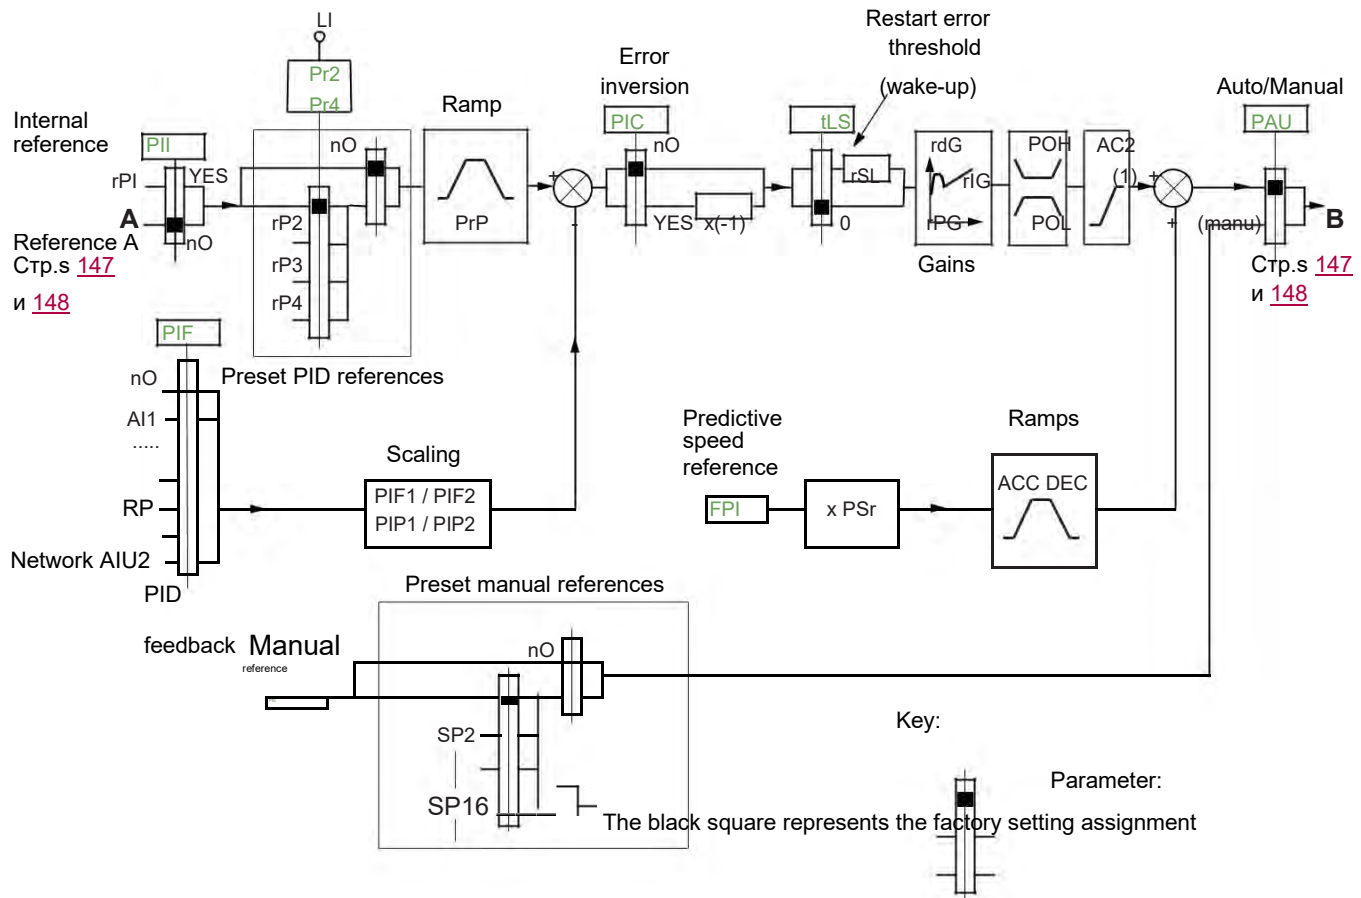 LI
Pr2
Pr4
Restart error
threshold
(wake-up)
Error
inversion
Auto/Manual
Internal
reference
Ramp
PII
PIC
tLS
PAU
nO
nO
rdG
POH
AC2
rPI
YES
rSL
rIG
(1)
+
+
A
nO
rP2
PrP
-
YES
x(-1)
0
rPG
POL
+
(manu)
B
Reference A
Стр.s 147
и 148
rP3
rP4
Gains
Стр.s 147
и 148
PIF
Preset PID references
nO
AI1
.....
RP
Network AIU2
PID
feedback
Scaling
PIF1 / PIF2
PIP1 / PIP2
Predictive
speed
reference
FPI
x PSr
Ramps
ACC DEC
Preset manual references
Manual
reference
nO
SP2
SP16
Key:
Parameter:
The black square represents the factory setting assignment